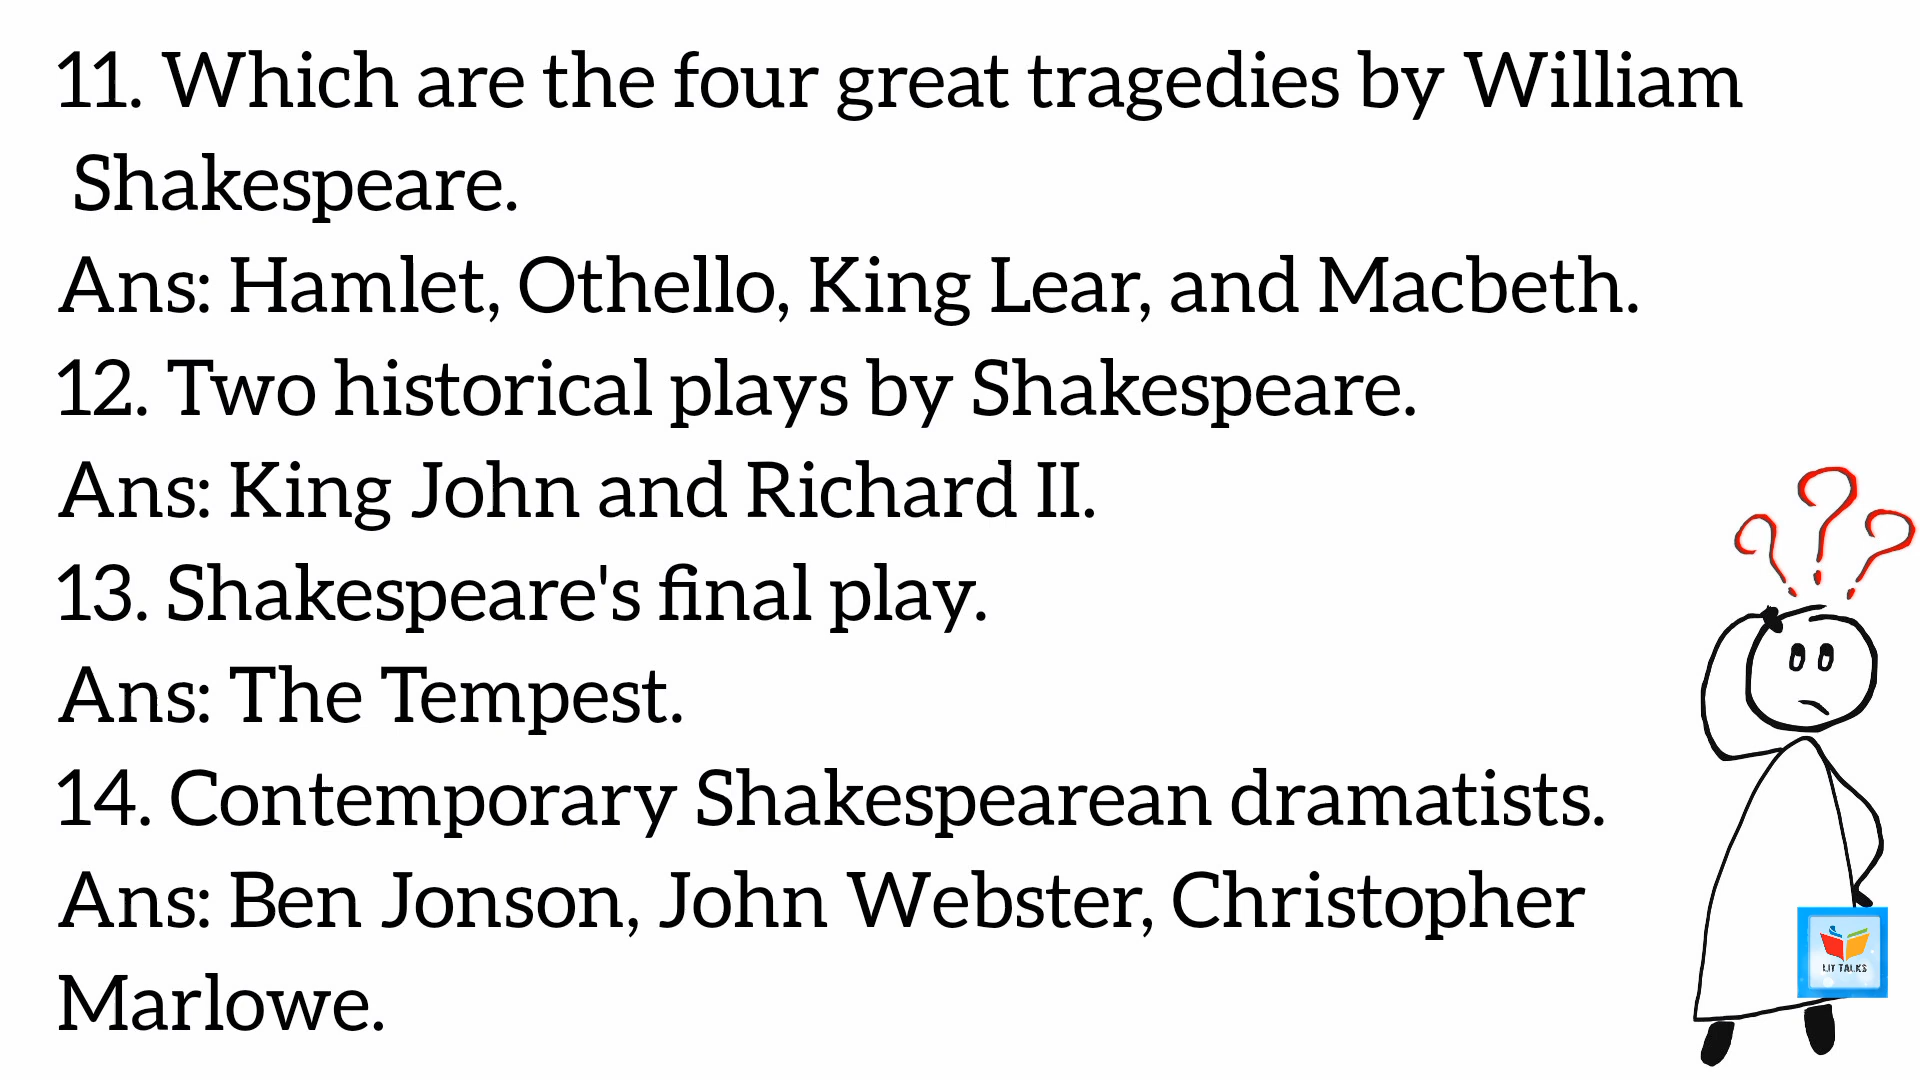 11. Which are the four great tragedies by William
Shakespeare.
Ans: Hamlet, Othello, King Lear, and Macbeth.
12. Two historical plays by Shakespeare.
Ans: King John and Richard II.
13. Shakespeare's final play.
Ans: The Tempest.
14. Contemporary Shakespearean dramatists.
Ans: Ben Jonson, John Webster, Christopher
Marlowe.
LIT TALKS